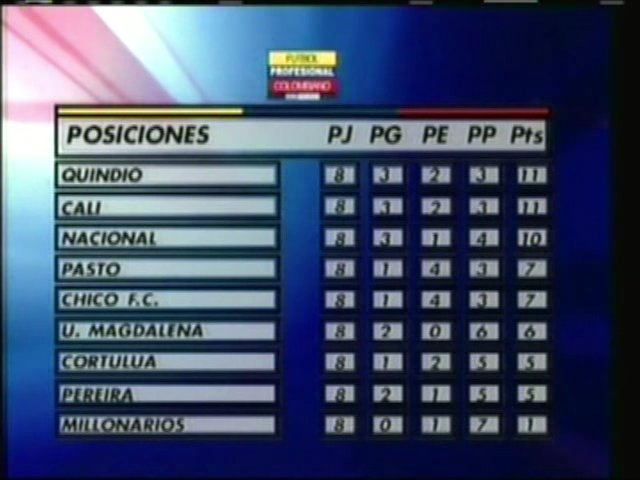 FUTBOL
PROFESIONAL
COLOMBIANO
POSICIONES PJ PG PE PP Pts
QUINDIO 8 3 2 3 11
CALI 8 3 2 3 11
NACIONAL 8 3 1 4 10
PASTO 8 1 4 3 7
CHICO F.C. 8 1 4 3 7
U. MAGDALENA 8 2 0 6 6
CORTULUA 8 1 2 5 5
PEREIRA 8 2 1 5 5
MILLONARIOS 8 0 1 7 1